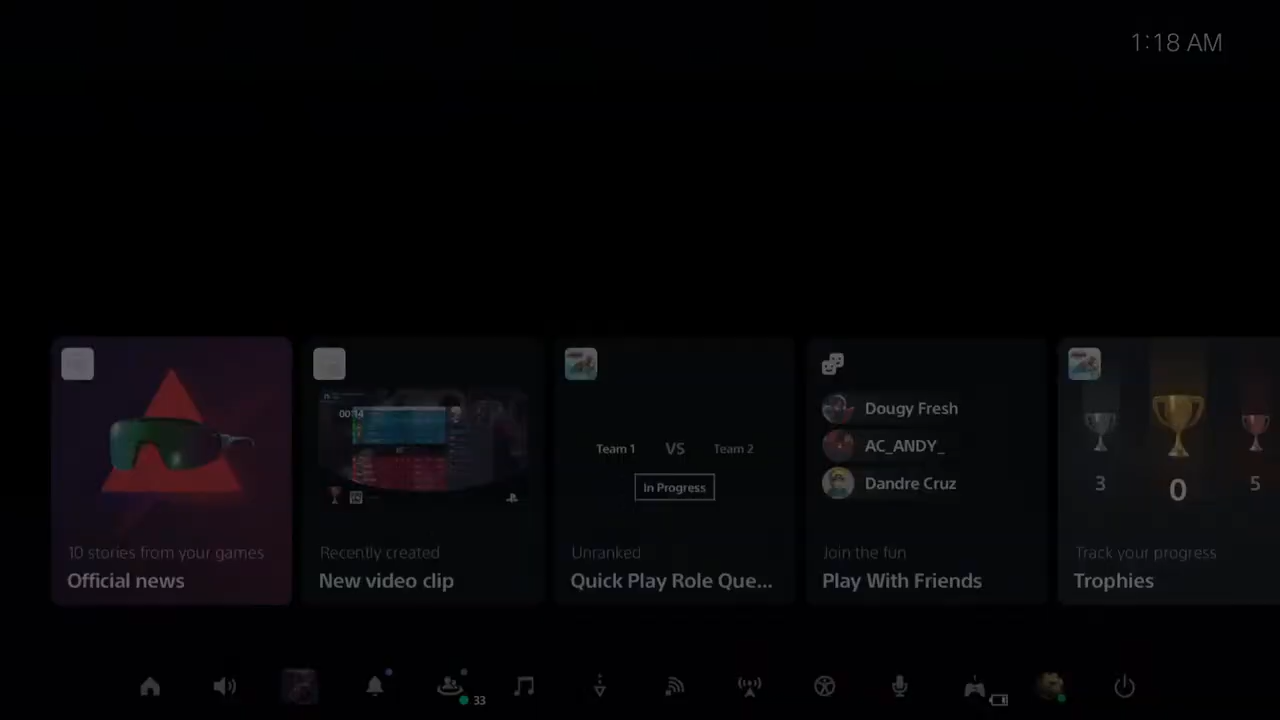 1:18 AM
00:14
Dougy Fresh
AC_ANDY_
Dandre Cruz
Team 1 VS Team 2
In Progress
3
0
5
10 stories from your games
Official news
Recently created
New video clip
Unranked
Quick Play Role Que...
Join the fun
Play With Friends
Track your progress
Trophies
33